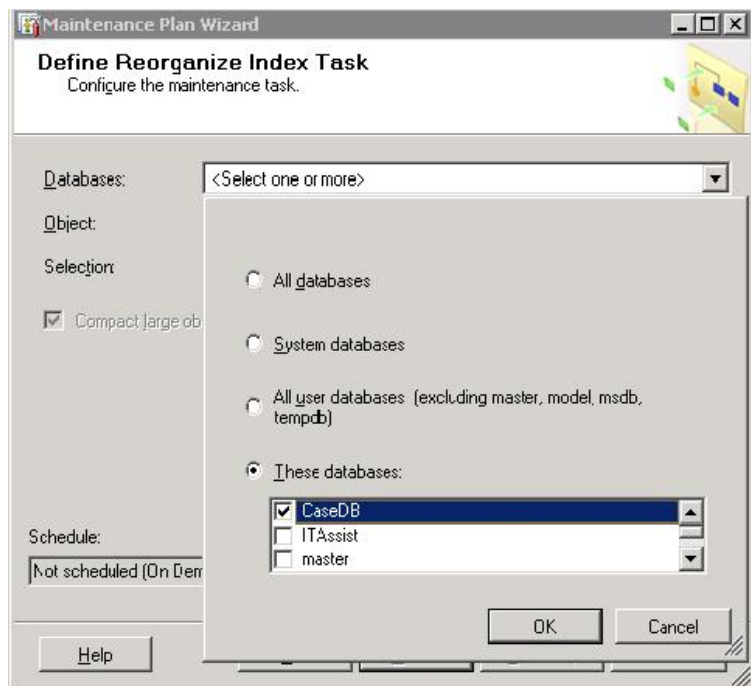 Maintenance Plan Wizard
Define Reorganize Index Task
Configure the maintenance task.
Databases:
<Select one or more>
Object:
Selection:
All databases
Compact large ob
System databases
All user databases (excluding master, model, msdb,
tempdb)
These databases:
CaseDB
ITAssist
master
Schedule:
Not scheduled (On Dem
OK
Cancel
Help